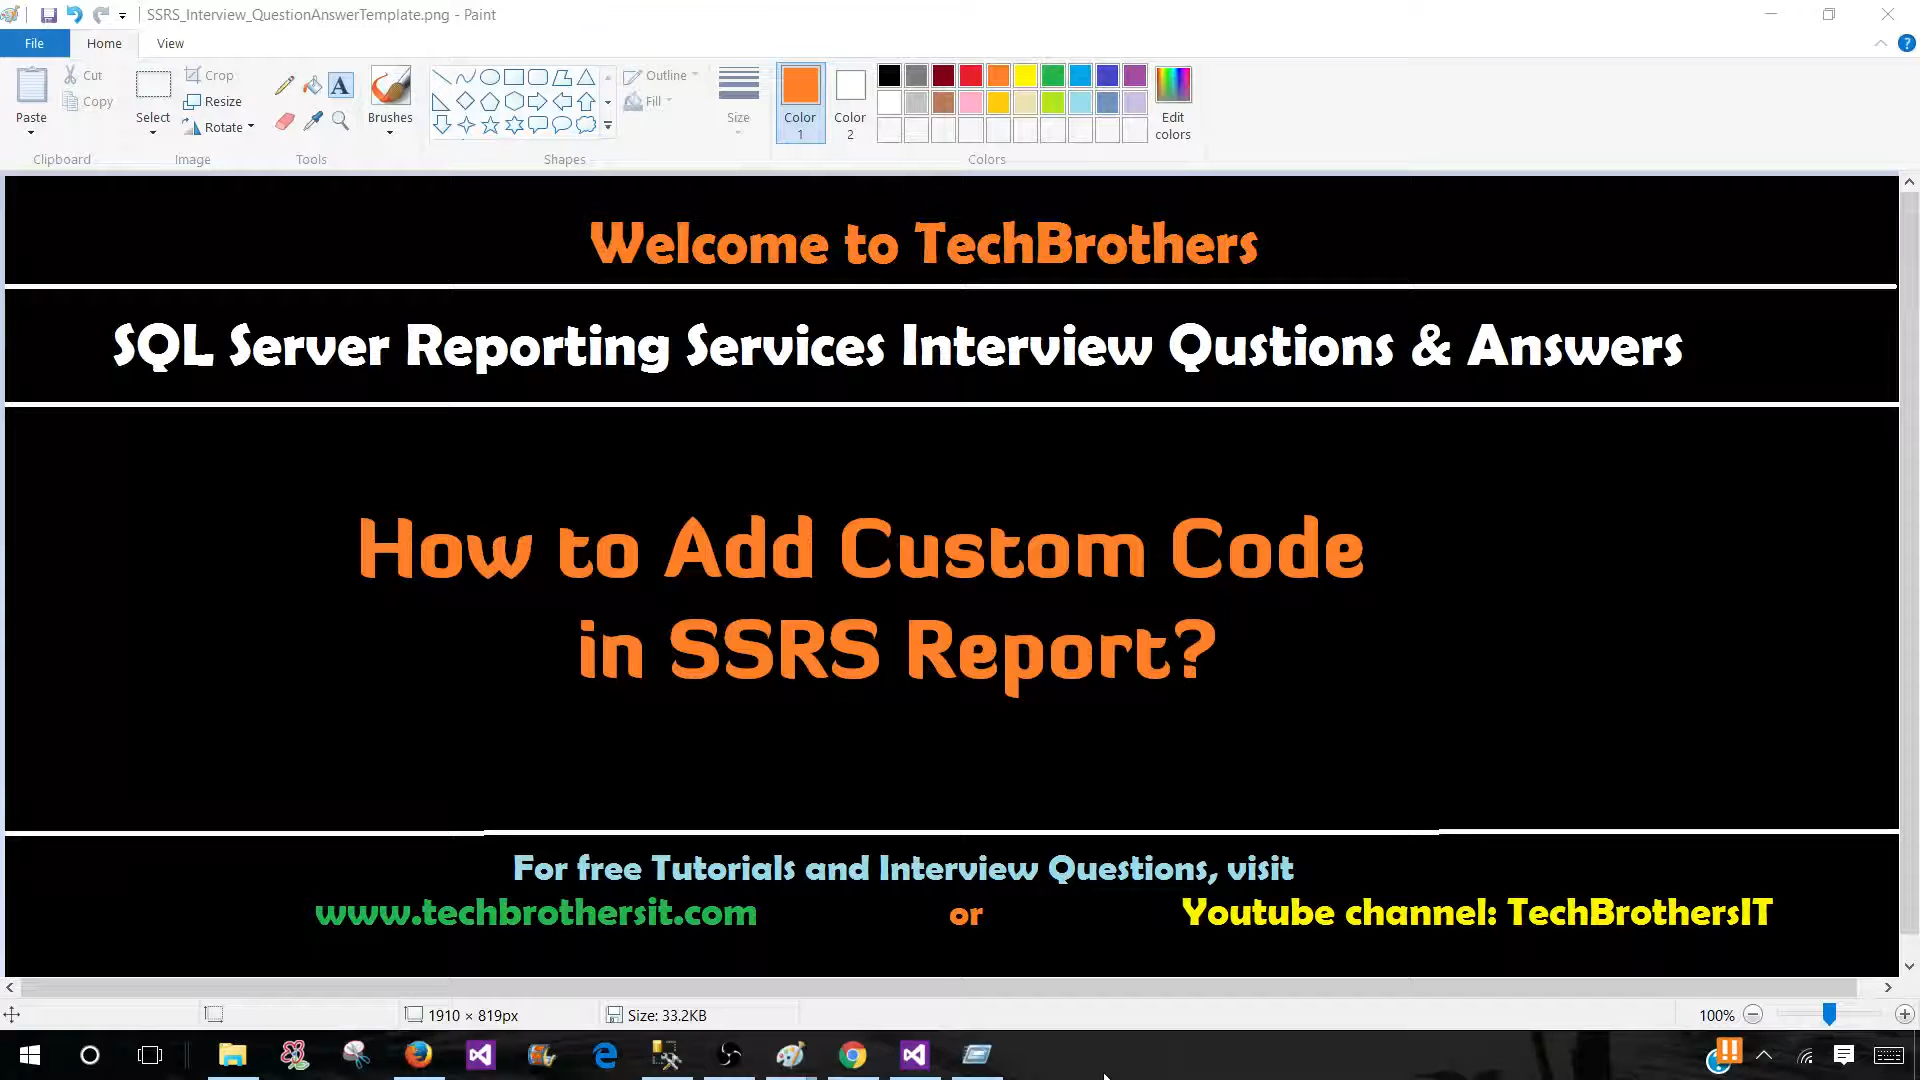 SSRS_Interview_QuestionAnswerTemplate.png - Paint
File Home View
Paste
Cut
Copy
Clipboard
Select
Crop
Resize
Rotate
Image
A
Tools
Brushes
Shapes
Outline
Fill
Size
Color 1
Color 2
Edit colors
Colors
Welcome to TechBrothers
SQL Server Reporting Services Interview Qustions & Answers
How to Add Custom Code
in SSRS Report?
For free Tutorials and Interview Questions, visit
www.techbrothersit.com or Youtube channel: TechBrothersIT
1910 × 819px Size: 33.2KB 100%